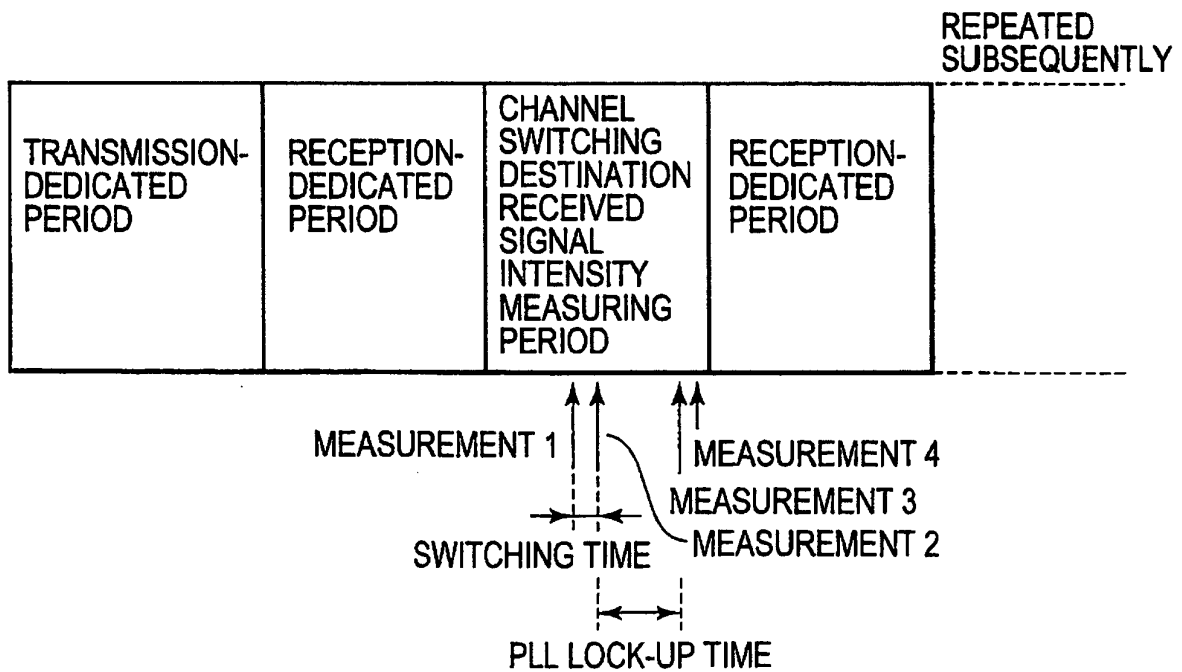 REPEATED
SUBSEQUENTLY
TRANSMISSION-
DEDICATED
PERIOD
RECEPTION-
DEDICATED
PERIOD
CHANNEL
SWITCHING
DESTINATION
RECEIVED
SIGNAL
INTENSITY
MEASURING
PERIOD
RECEPTION-
DEDICATED
PERIOD
MEASUREMENT 1
MEASUREMENT 4
MEASUREMENT 3
MEASUREMENT 2
SWITCHING TIME
PLL LOCK-UP TIME